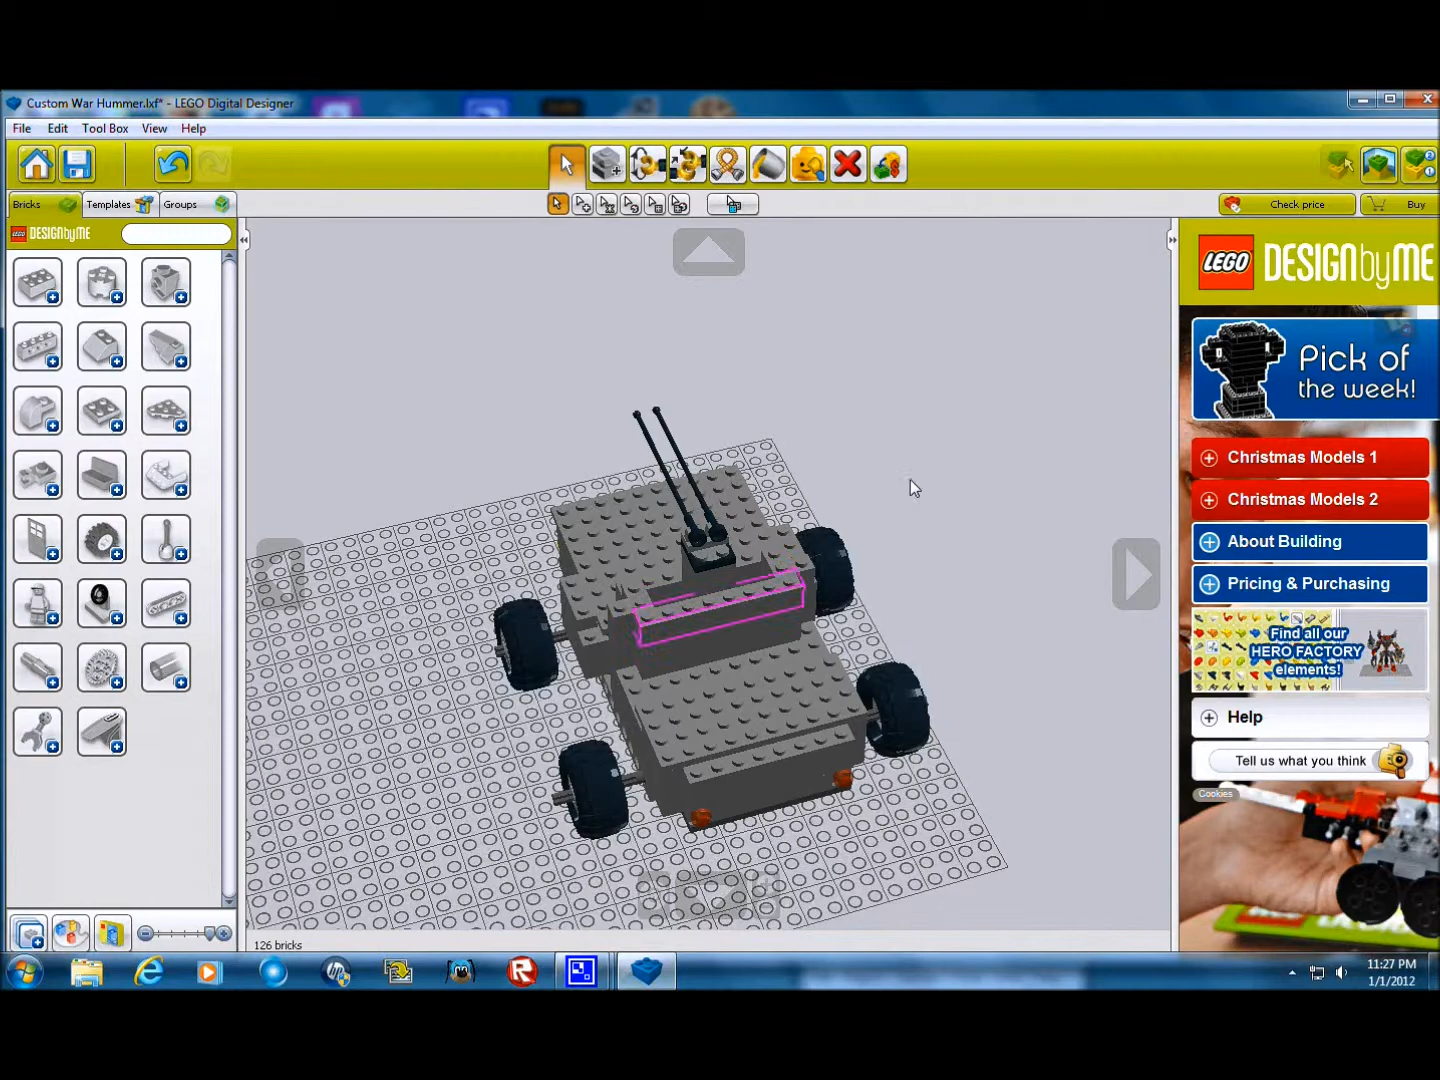 Custom War Hummer.lxf* - LEGO Digital Designer
File Edit Tool Box View Help
Bricks Templates Groups
Check price Buy
LEGO DESIGNbyME
LEGO DESIGNbyME
Pick of
the week!
Christmas Models 1
Christmas Models 2
About Building
Pricing & Purchasing
Find all our
HERO FACTORY
elements!
Help
Tell us what you think
Cookies
126 bricks
11:27 PM
1/1/2012